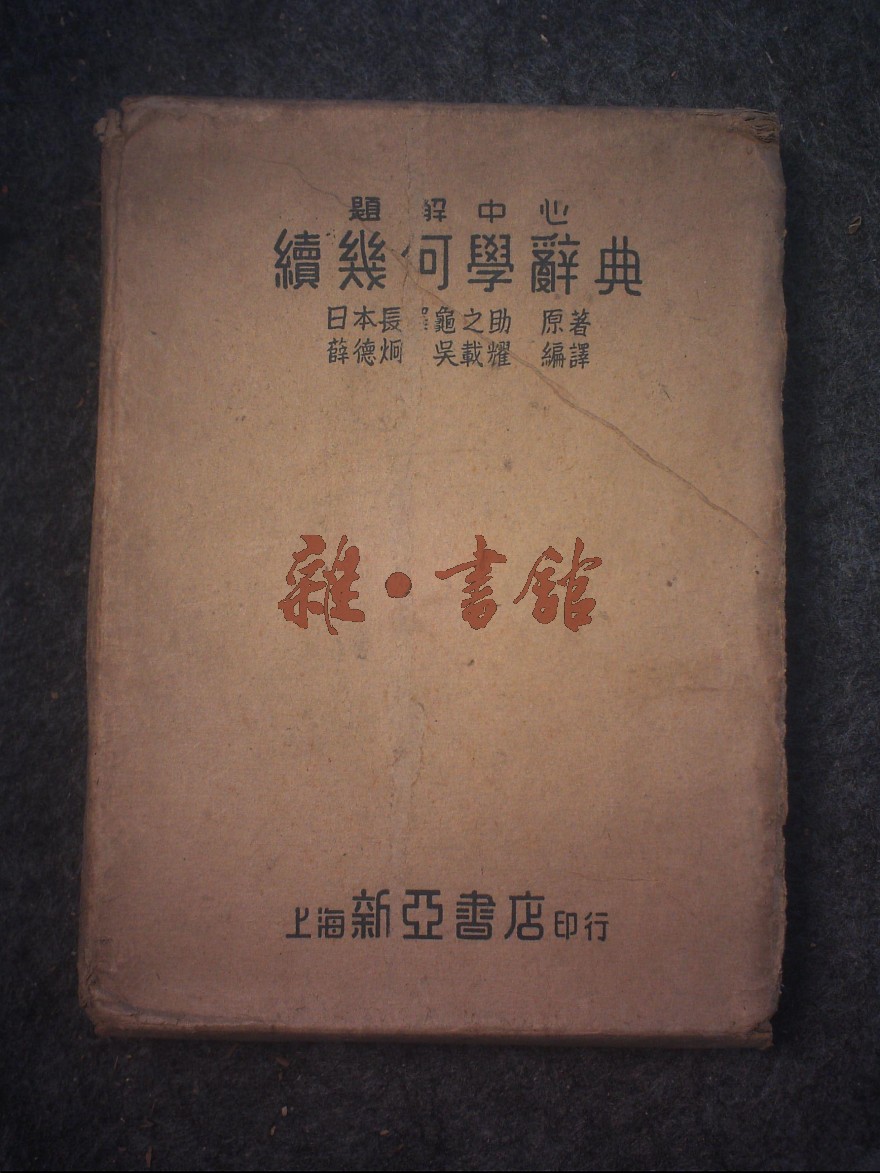 題解中心
續幾何學辭典
日本長澤龜之助 原著
薛德炯 吳載耀 編譯
雜·書館
上海新亞書店印行